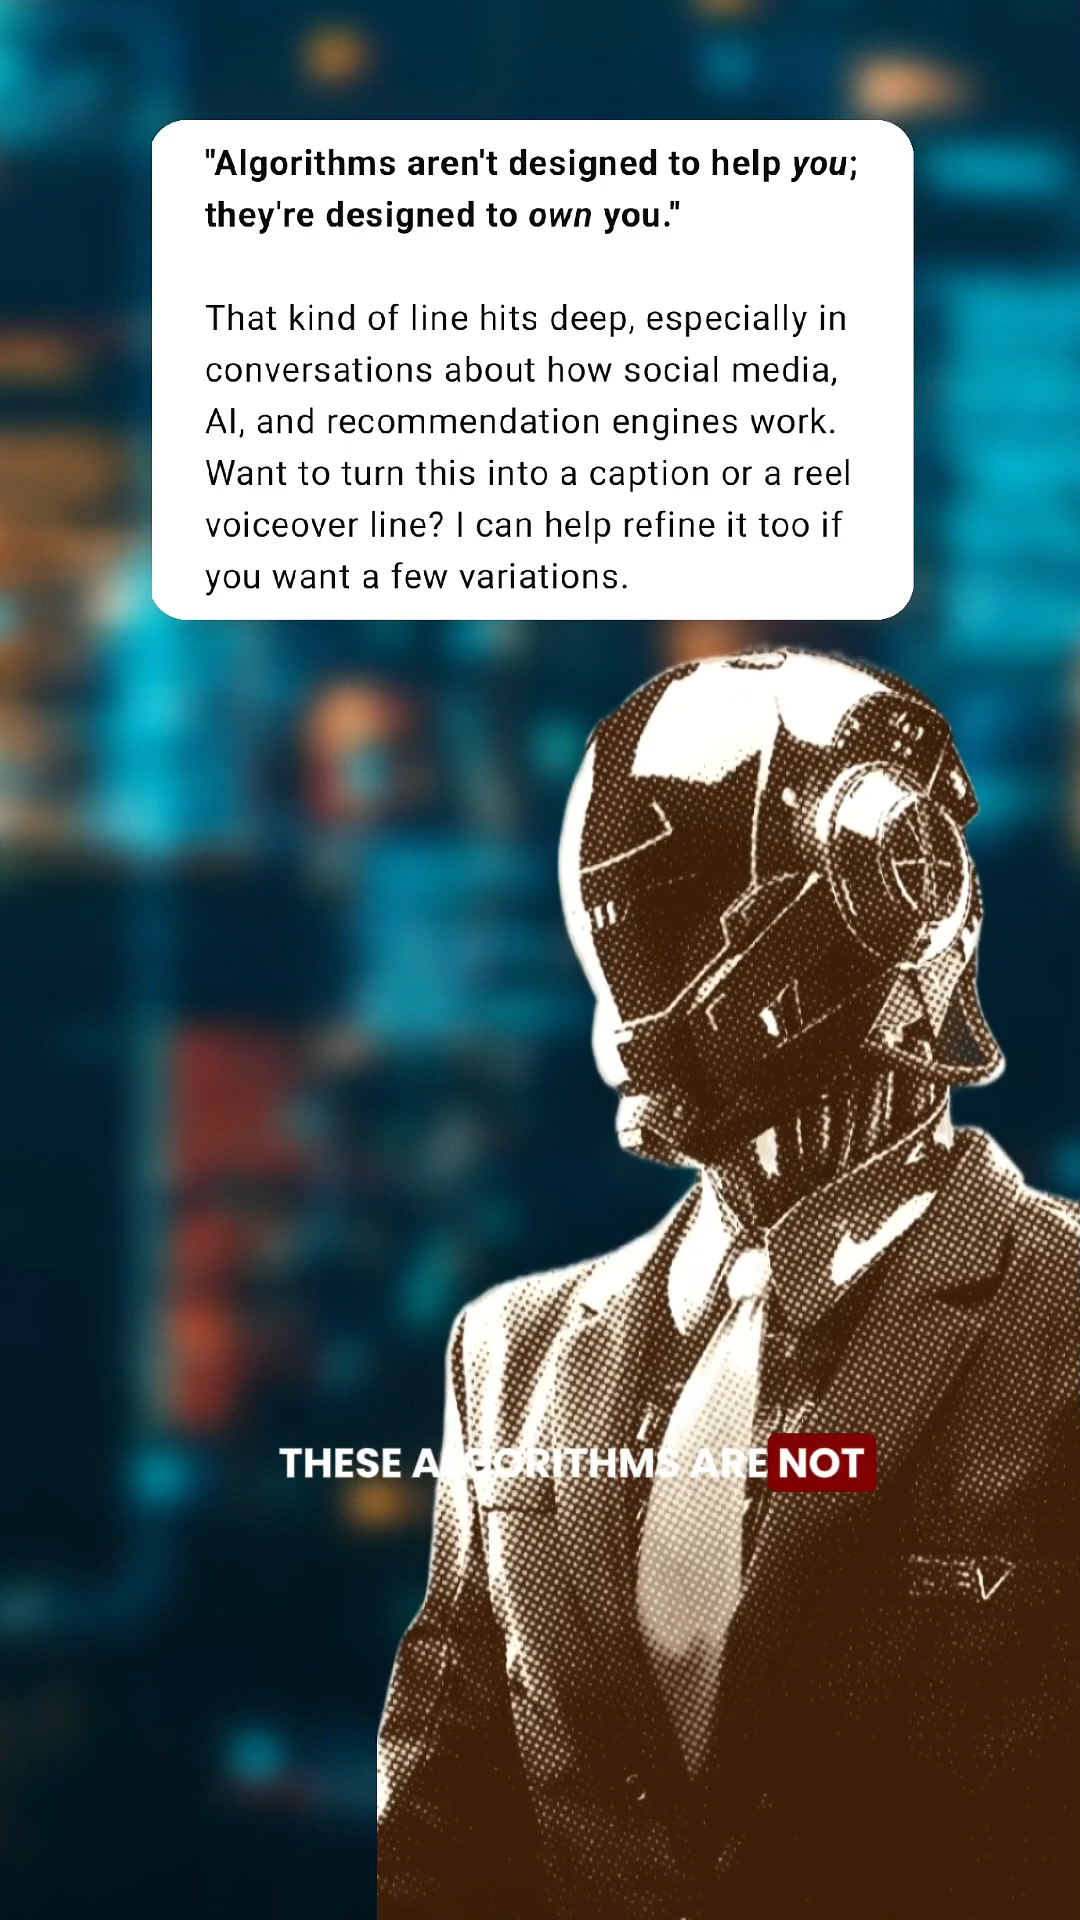 "Algorithms aren't designed to help you;
they're designed to own you."
That kind of line hits deep, especially in
conversations about how social media,
AI, and recommendation engines work.
Want to turn this into a caption or a reel
voiceover line? I can help refine it too if
you want a few variations.
THESE ALGORITHMS ARE NOT